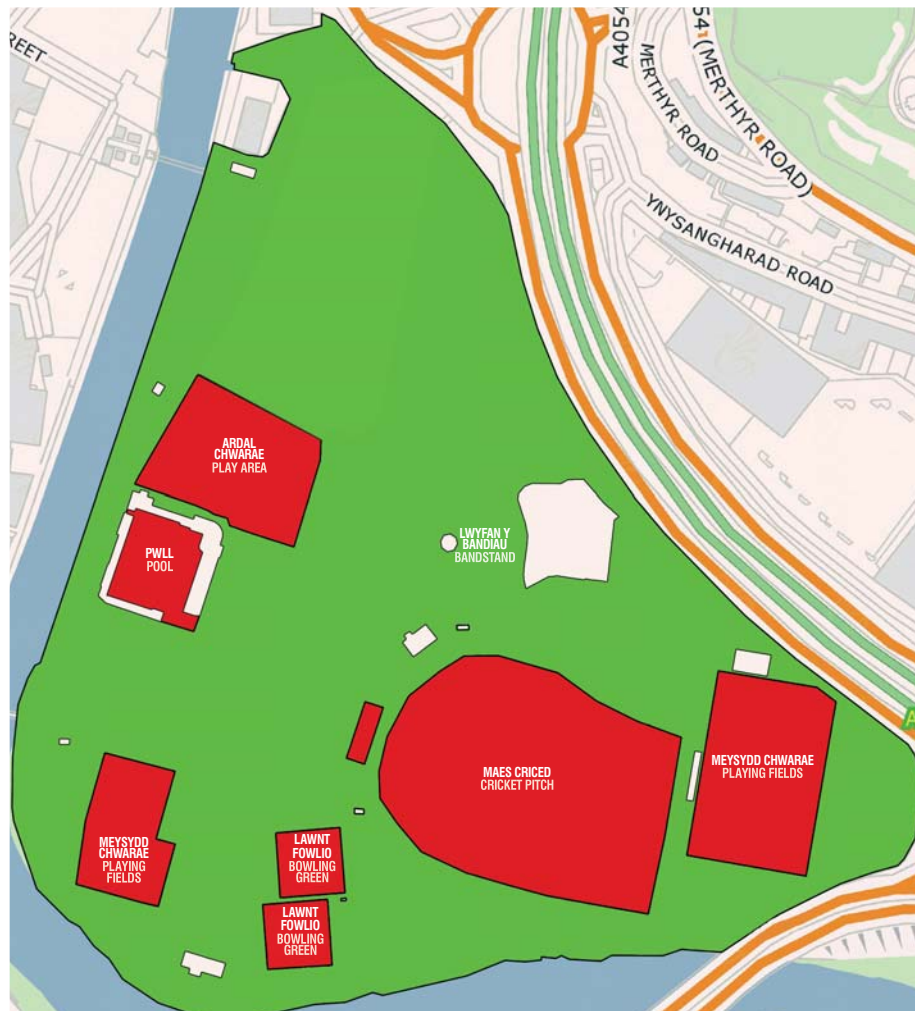 REET
A4054
54 (MERTHYR ROAD)
MERTHYR ROAD
YNYSANGHARAD ROAD
ARDAL
CHWARAE
PLAY AREA
PWLL
POOL
LWYFAN Y
BANDIAU
BANDSTAND
MAES CRICED
CRICKET PITCH
MEYSYDD CHWARAE
PLAYING FIELDS
A
MEYSYDD
CHWARAE
PLAYING
FIELDS
LAWNT
FOWLIO
BOWLING
GREEN
LAWNT
FOWLIO
BOWLING
GREEN